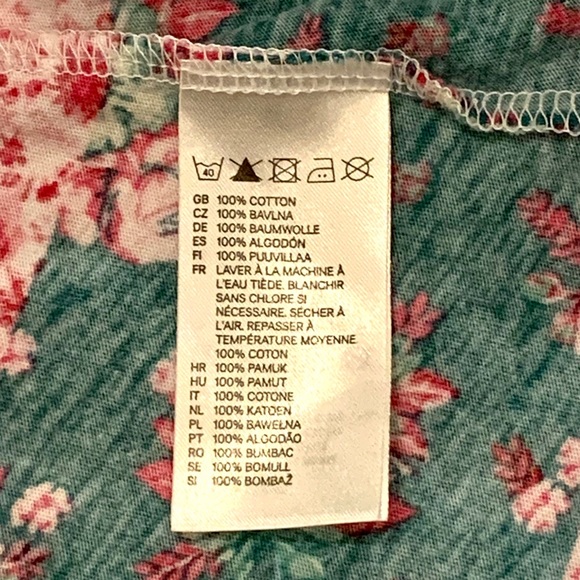 40
GB 100% COTTON
CZ 100% BAVLNA
DE 100% BAUMWOLLE
ES 100% ALGODÓN
FI 100% PUUVILLAA
FR LAVER À LA MACHINE À
L'EAU TIÈDE. BLANCHIR
SANS CHLORE SI
NÉCESSAIRE. SÉCHER À
L'AIR. REPASSER À
TEMPÉRATURE MOYENNE.
100% COTON
HR 100% PAMUK
HU 100% PAMUT
IT 100% COTONE
NL 100% KATOEN
PL 100% BAWEŁNA
PT 100% ALGODÃO
RO 100% BUMBAC
SE 100% BOMULL
SI 100% BOMBAŽ